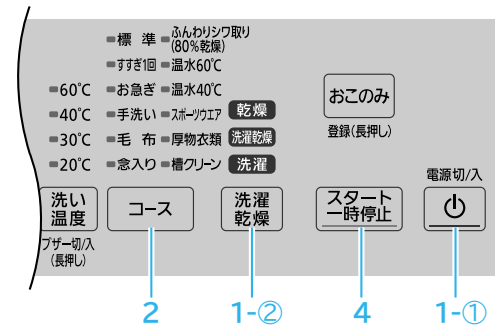 標 準 ふんわりシワ取り
(80%乾燥)
すすぎ1回 温水60℃
60℃ お急ぎ 温水40℃
40℃ 手洗い スポーツウエア 乾燥
30℃ 毛 布 厚物衣類 洗濯乾燥
20℃ 念入り 槽クリーン 洗濯
おこのみ
登録(長押し)
電源切/入
洗い
温度
コース
洗濯
乾燥
スタート
一時停止
ブザー切/入
(長押し)
2
1-②
4
1-①